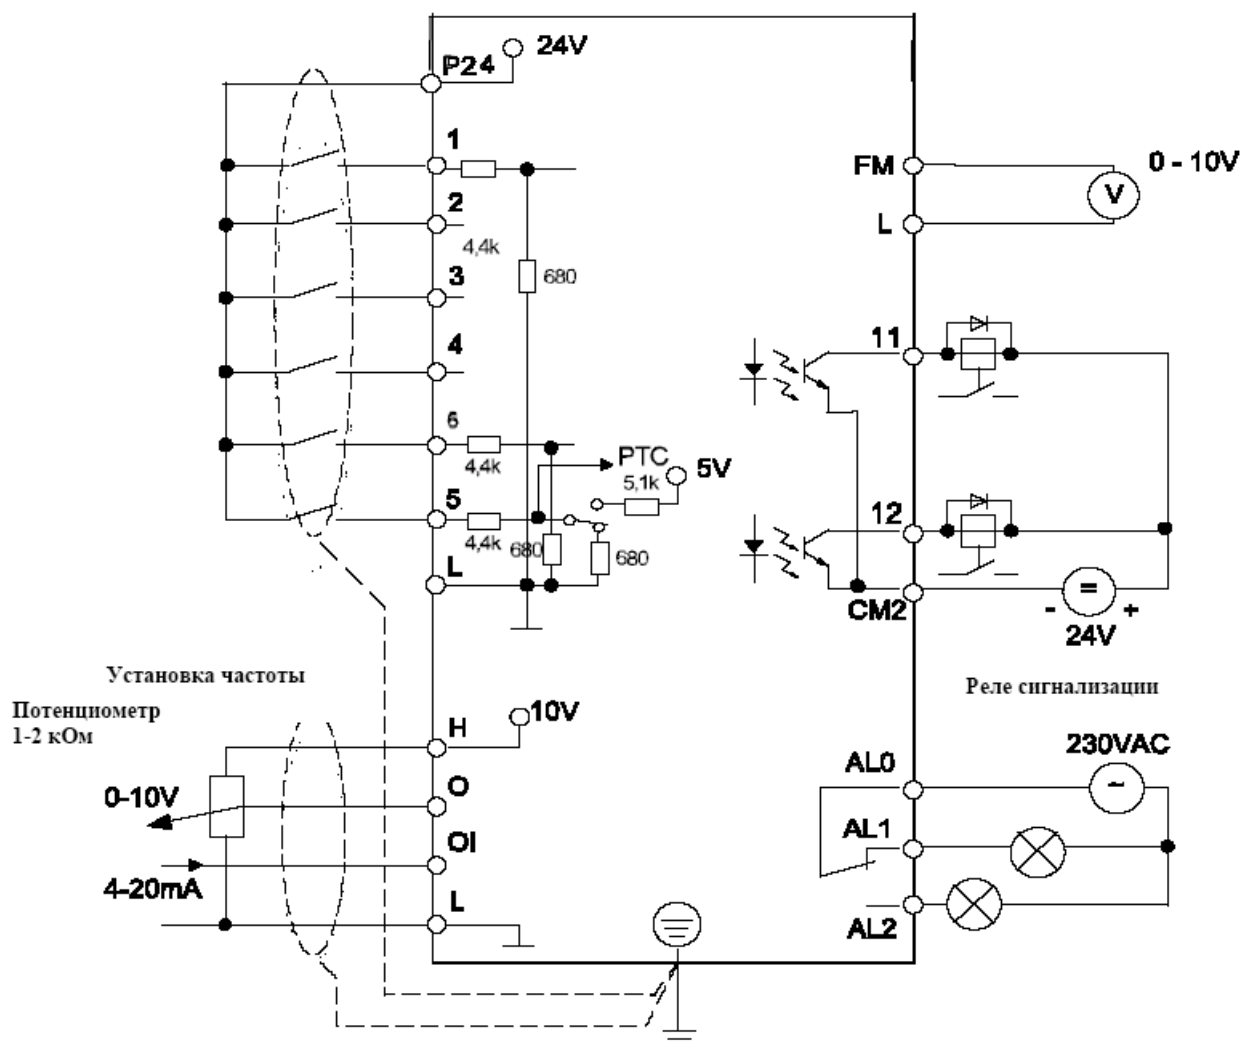 24V
P24
1
FM
0 - 10V
V
2
L
4,4k
3
680
11
4
6
PTC
4,4k
5V
5,1k
5
12
4,4k
680
680
L
=
CM2
- +
24V
Установка частоты
Реле сигнализации
Потенциометр
1-2 кОм
10V
H
230VAC
AL0
~
0-10V
O
AL1
OI
4-20mA
L
AL2